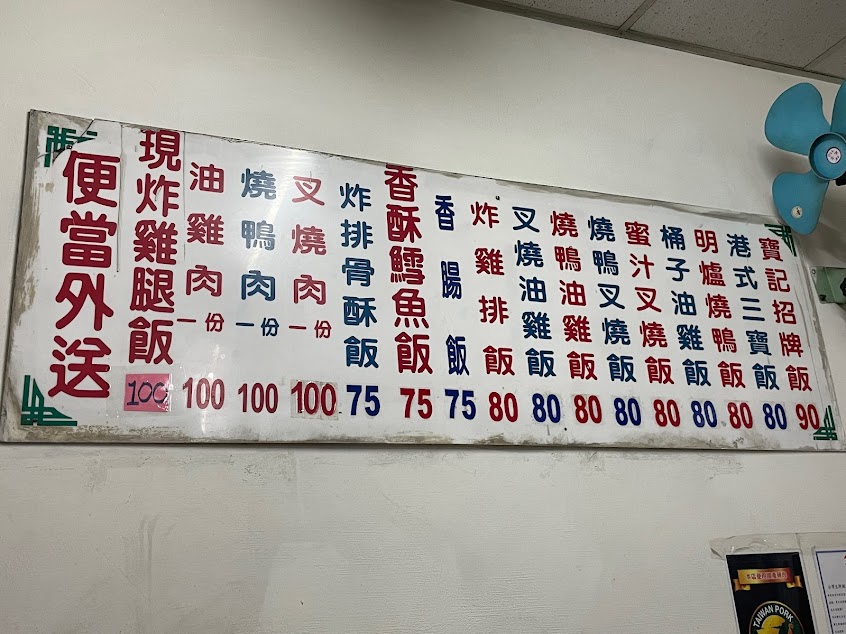 寶記招牌飯 90
港式三寶飯 80
明爐燒鴨飯 80
桶子油雞飯 80
蜜汁叉燒飯 80
燒鴨叉燒飯 80
燒鴨油雞飯 80
叉燒油雞飯 80
炸雞排飯 80
香腸飯 75
香酥鱈魚飯 75
炸排骨酥飯 75
叉燒肉一份 100
燒鴨肉一份 100
油雞肉一份 100
現炸雞腿飯 100
便當外送
TAIWAN PORK